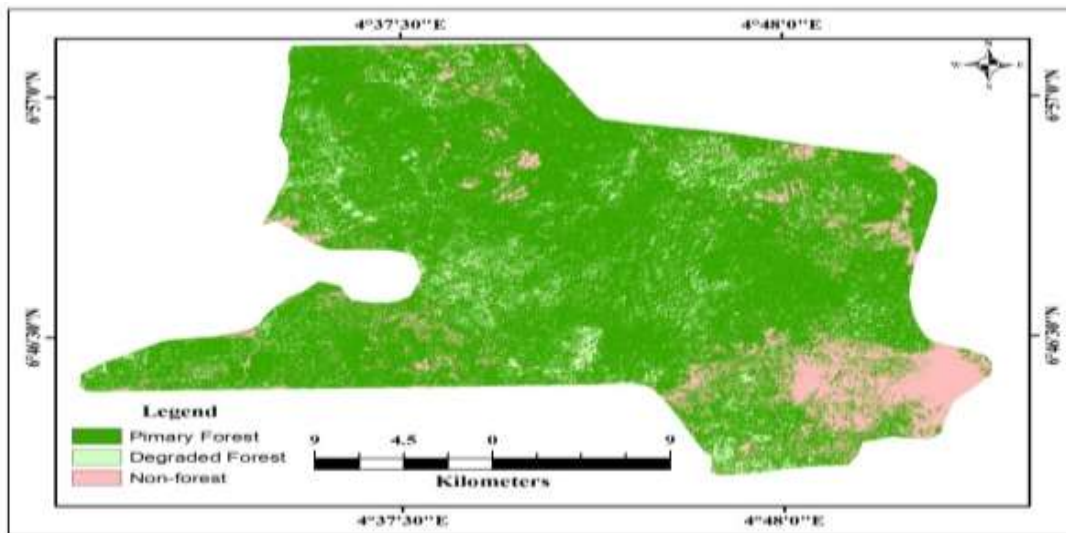 4°37'30"E 4°48'0"E
N
W E
S
6°57'0"N 6°57'0"N
6°46'30"N 6°46'30"N
Legend
Pimary Forest
Degraded Forest
Non-forest
9 4.5 0 9
Kilometers
4°37'30"E 4°48'0"E